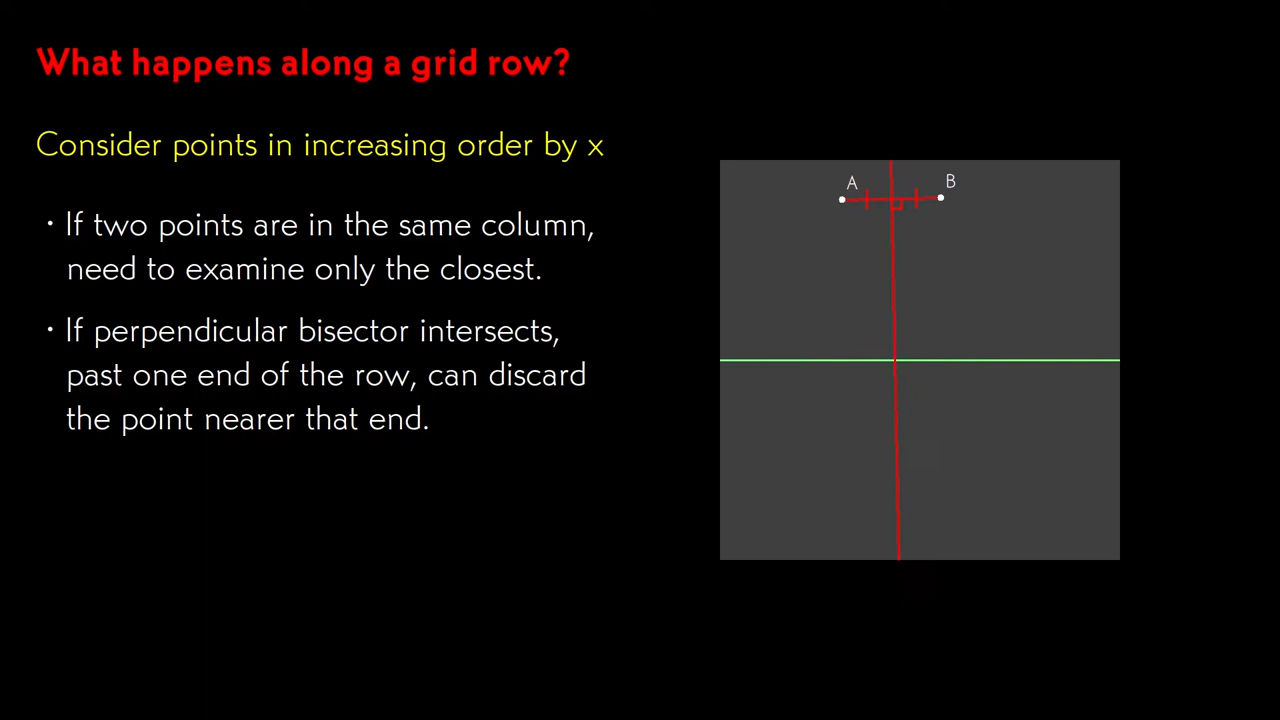 What happens along a grid row?
Consider points in increasing order by x
· If two points are in the same column,
need to examine only the closest.
· If perpendicular bisector intersects,
past one end of the row, can discard
the point nearer that end.
A
B